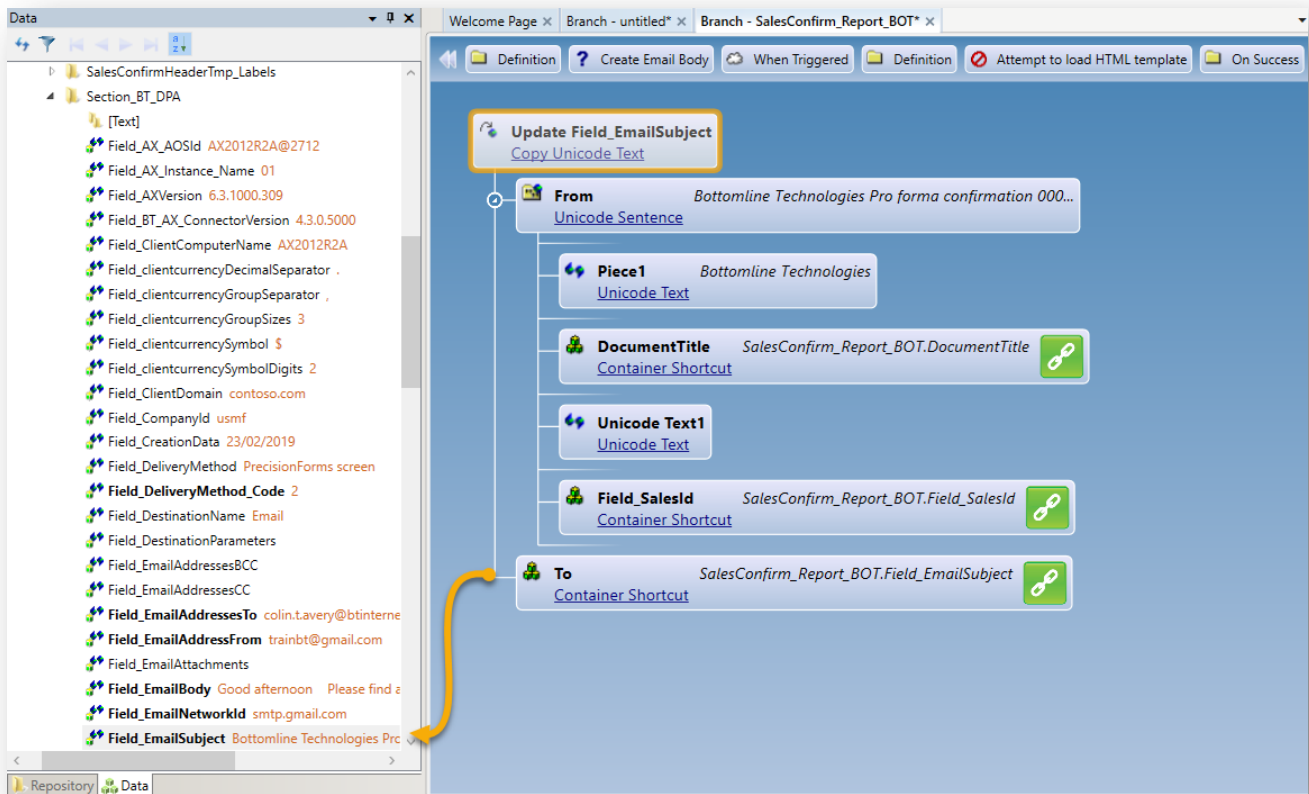 Data
Welcome Page
Branch - untitled*
Branch - SalesConfirm_Report_BOT*
Definition
? Create Email Body
When Triggered
Definition
Attempt to load HTML template
On Success
SalesConfirmHeaderTmp_Labels
Section_BT_DPA
[Text]
Field_AX_AOSId AX2012R2A@2712
Field_AX_Instance_Name 01
Field_AXVersion 6.3.1000.309
Field_BT_AX_ConnectorVersion 4.3.0.5000
Field_ClientComputerName AX2012R2A
Field_clientcurrencyDecimalSeparator .
Field_clientcurrencyGroupSeparator ,
Field_clientcurrencyGroupSizes 3
Field_clientcurrencySymbol $
Field_clientcurrencySymbolDigits 2
Field_ClientDomain contoso.com
Field_CompanyId usmf
Field_CreationData 23/02/2019
Field_DeliveryMethod PrecisionForms screen
Field_DeliveryMethod_Code 2
Field_DestinationName Email
Field_DestinationParameters
Field_EmailAddressesBCC
Field_EmailAddressesCC
Field_EmailAddressesTo colin.t.avery@btinterne
Field_EmailAddressFrom trainbt@gmail.com
Field_EmailAttachments
Field_EmailBody Good afternoon Please find a
Field_EmailNetworkId smtp.gmail.com
Field_EmailSubject Bottomline Technologies Prc
Repository
Data
Update Field_EmailSubject
Copy Unicode Text
From Bottomline Technologies Pro forma confirmation 000...
Unicode Sentence
Piece1 Bottomline Technologies
Unicode Text
DocumentTitle SalesConfirm_Report_BOT.DocumentTitle
Container Shortcut
Unicode Text1
Unicode Text
Field_SalesId SalesConfirm_Report_BOT.Field_SalesId
Container Shortcut
To SalesConfirm_Report_BOT.Field_EmailSubject
Container Shortcut